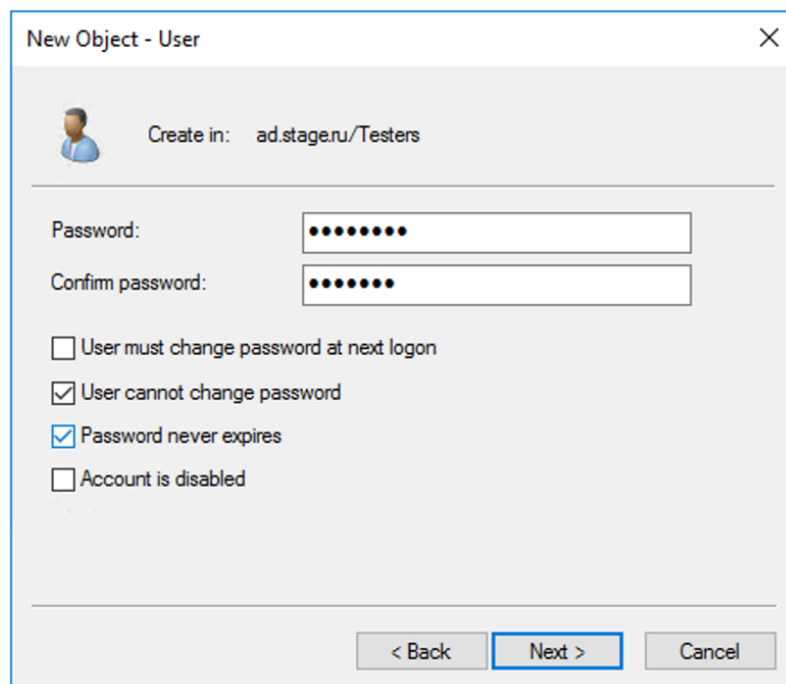 New Object - User
Create in: ad.stage.ru/Testers
Password: ••••••••
Confirm password: •••••••
User must change password at next logon
User cannot change password
Password never expires
Account is disabled
< Back Next > Cancel